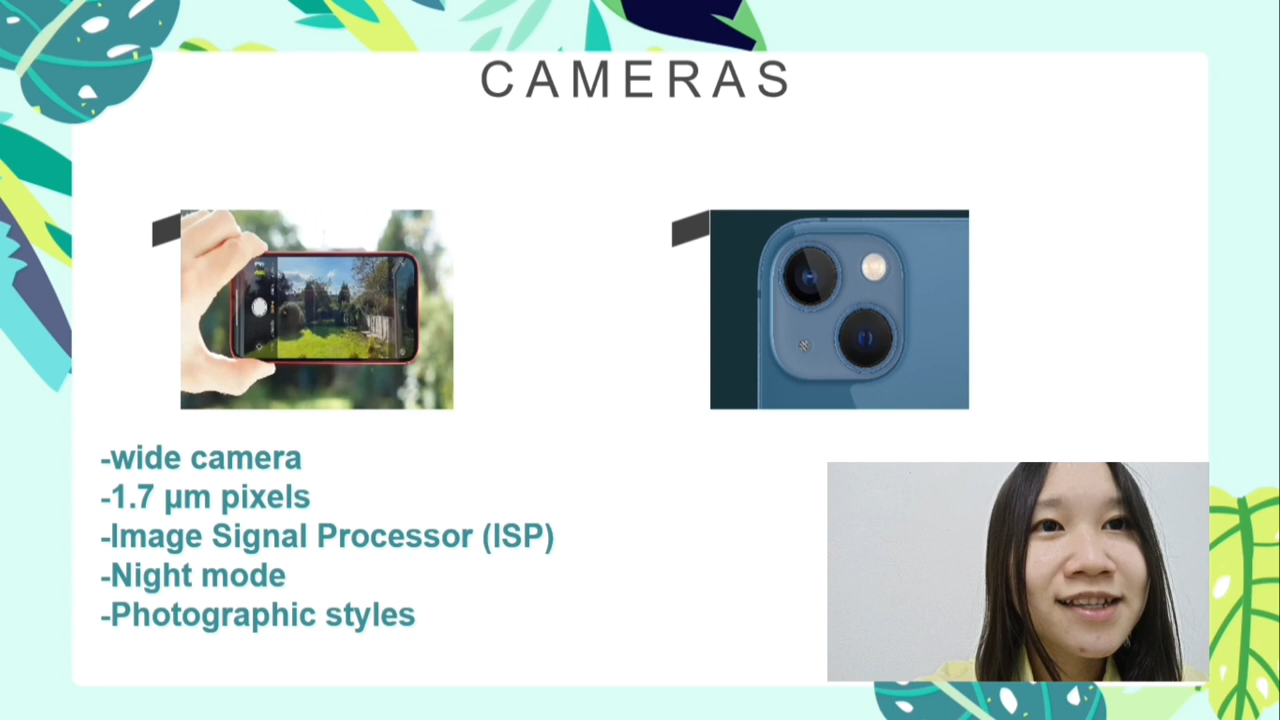 CAMERAS
-wide camera
-1.7 µm pixels
-Image Signal Processor (ISP)
-Night mode
-Photographic styles